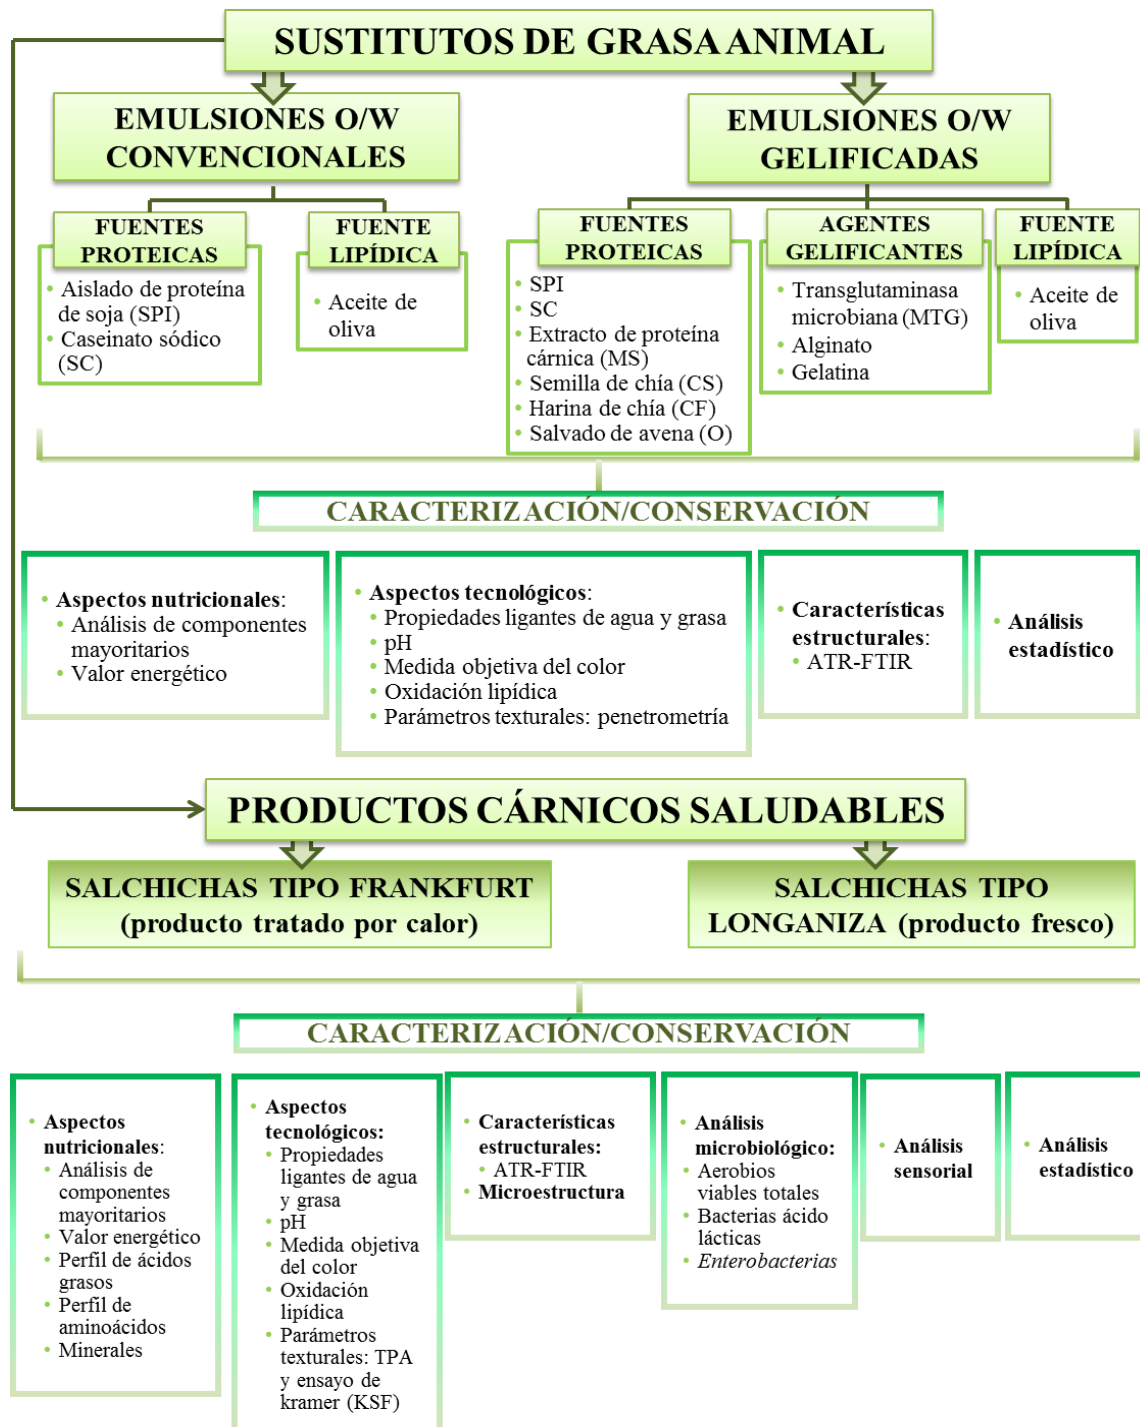 SUSTITUTOS DE GRASA ANIMAL
EMULSIONES O/W
CONVENCIONALES
FUENTES
PROTEICAS
• Aislado de proteína
de soja (SPI)
• Caseinato sódico
(SC)
FUENTE
LIPÍDICA
• Aceite de
oliva
EMULSIONES O/W
GELIFICADAS
FUENTES
PROTEICAS
• SPI
• SC
• Extracto de proteína
cárnica (MS)
• Semilla de chía (CS)
• Harina de chía (CF)
• Salvado de avena (O)
AGENTES
GELIFICANTES
• Transglutaminasa
microbiana (MTG)
• Alginato
• Gelatina
FUENTE
LIPÍDICA
• Aceite de
oliva
CARACTERIZACIÓN/CONSERVACIÓN
• Aspectos nutricionales:
• Análisis de componentes
mayoritarios
• Valor energético
• Aspectos tecnológicos:
• Propiedades ligantes de agua y grasa
• pH
• Medida objetiva del color
• Oxidación lipídica
• Parámetros texturales: penetrometría
• Características
estructurales:
• ATR-FTIR
• Análisis
estadístico
PRODUCTOS CÁRNICOS SALUDABLES
SALCHICHAS TIPO FRANKFURT
(producto tratado por calor)
SALCHICHAS TIPO
LONGANIZA (producto fresco)
CARACTERIZACIÓN/CONSERVACIÓN
• Aspectos
nutricionales:
• Análisis de
componentes
mayoritarios
• Valor energético
• Perfil de ácidos
grasos
• Perfil de
aminoácidos
• Minerales
• Aspectos
tecnológicos:
• Propiedades
ligantes de agua
y grasa
• pH
• Medida objetiva
del color
• Oxidación
lipídica
• Parámetros
texturales: TPA
y ensayo de
kramer (KSF)
• Características
estructurales:
• ATR-FTIR
• Microestructura
• Análisis
microbiológico:
• Aerobios
viables totales
• Bacterias ácido
lácticas
• Enterobacterias
• Análisis
sensorial
• Análisis
estadístico